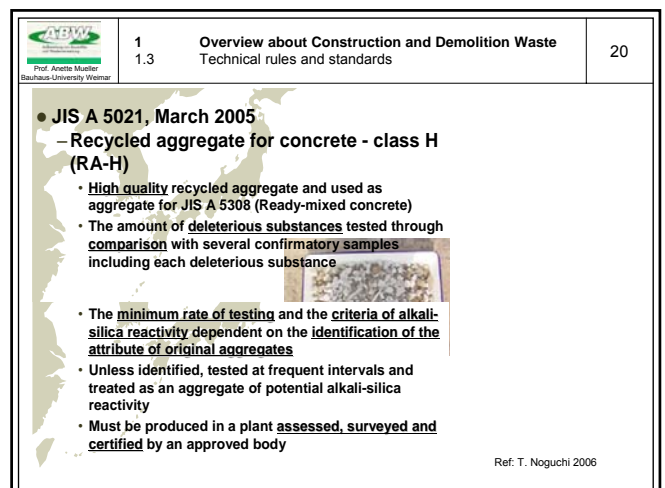 ABW
Prof. Anette Mueller
Bauhaus-University Weimar
1 Overview about Construction and Demolition Waste
1.3 Technical rules and standards
20
● JIS A 5021, March 2005
– Recycled aggregate for concrete - class H
(RA-H)
• High quality recycled aggregate and used as
aggregate for JIS A 5308 (Ready-mixed concrete)
• The amount of deleterious substances tested through
comparison with several confirmatory samples
including each deleterious substance
• The minimum rate of testing and the criteria of alkali-
silica reactivity dependent on the identification of the
attribute of original aggregates
• Unless identified, tested at frequent intervals and
treated as an aggregate of potential alkali-silica
reactivity
• Must be produced in a plant assessed, surveyed and
certified by an approved body
Ref: T. Noguchi 2006